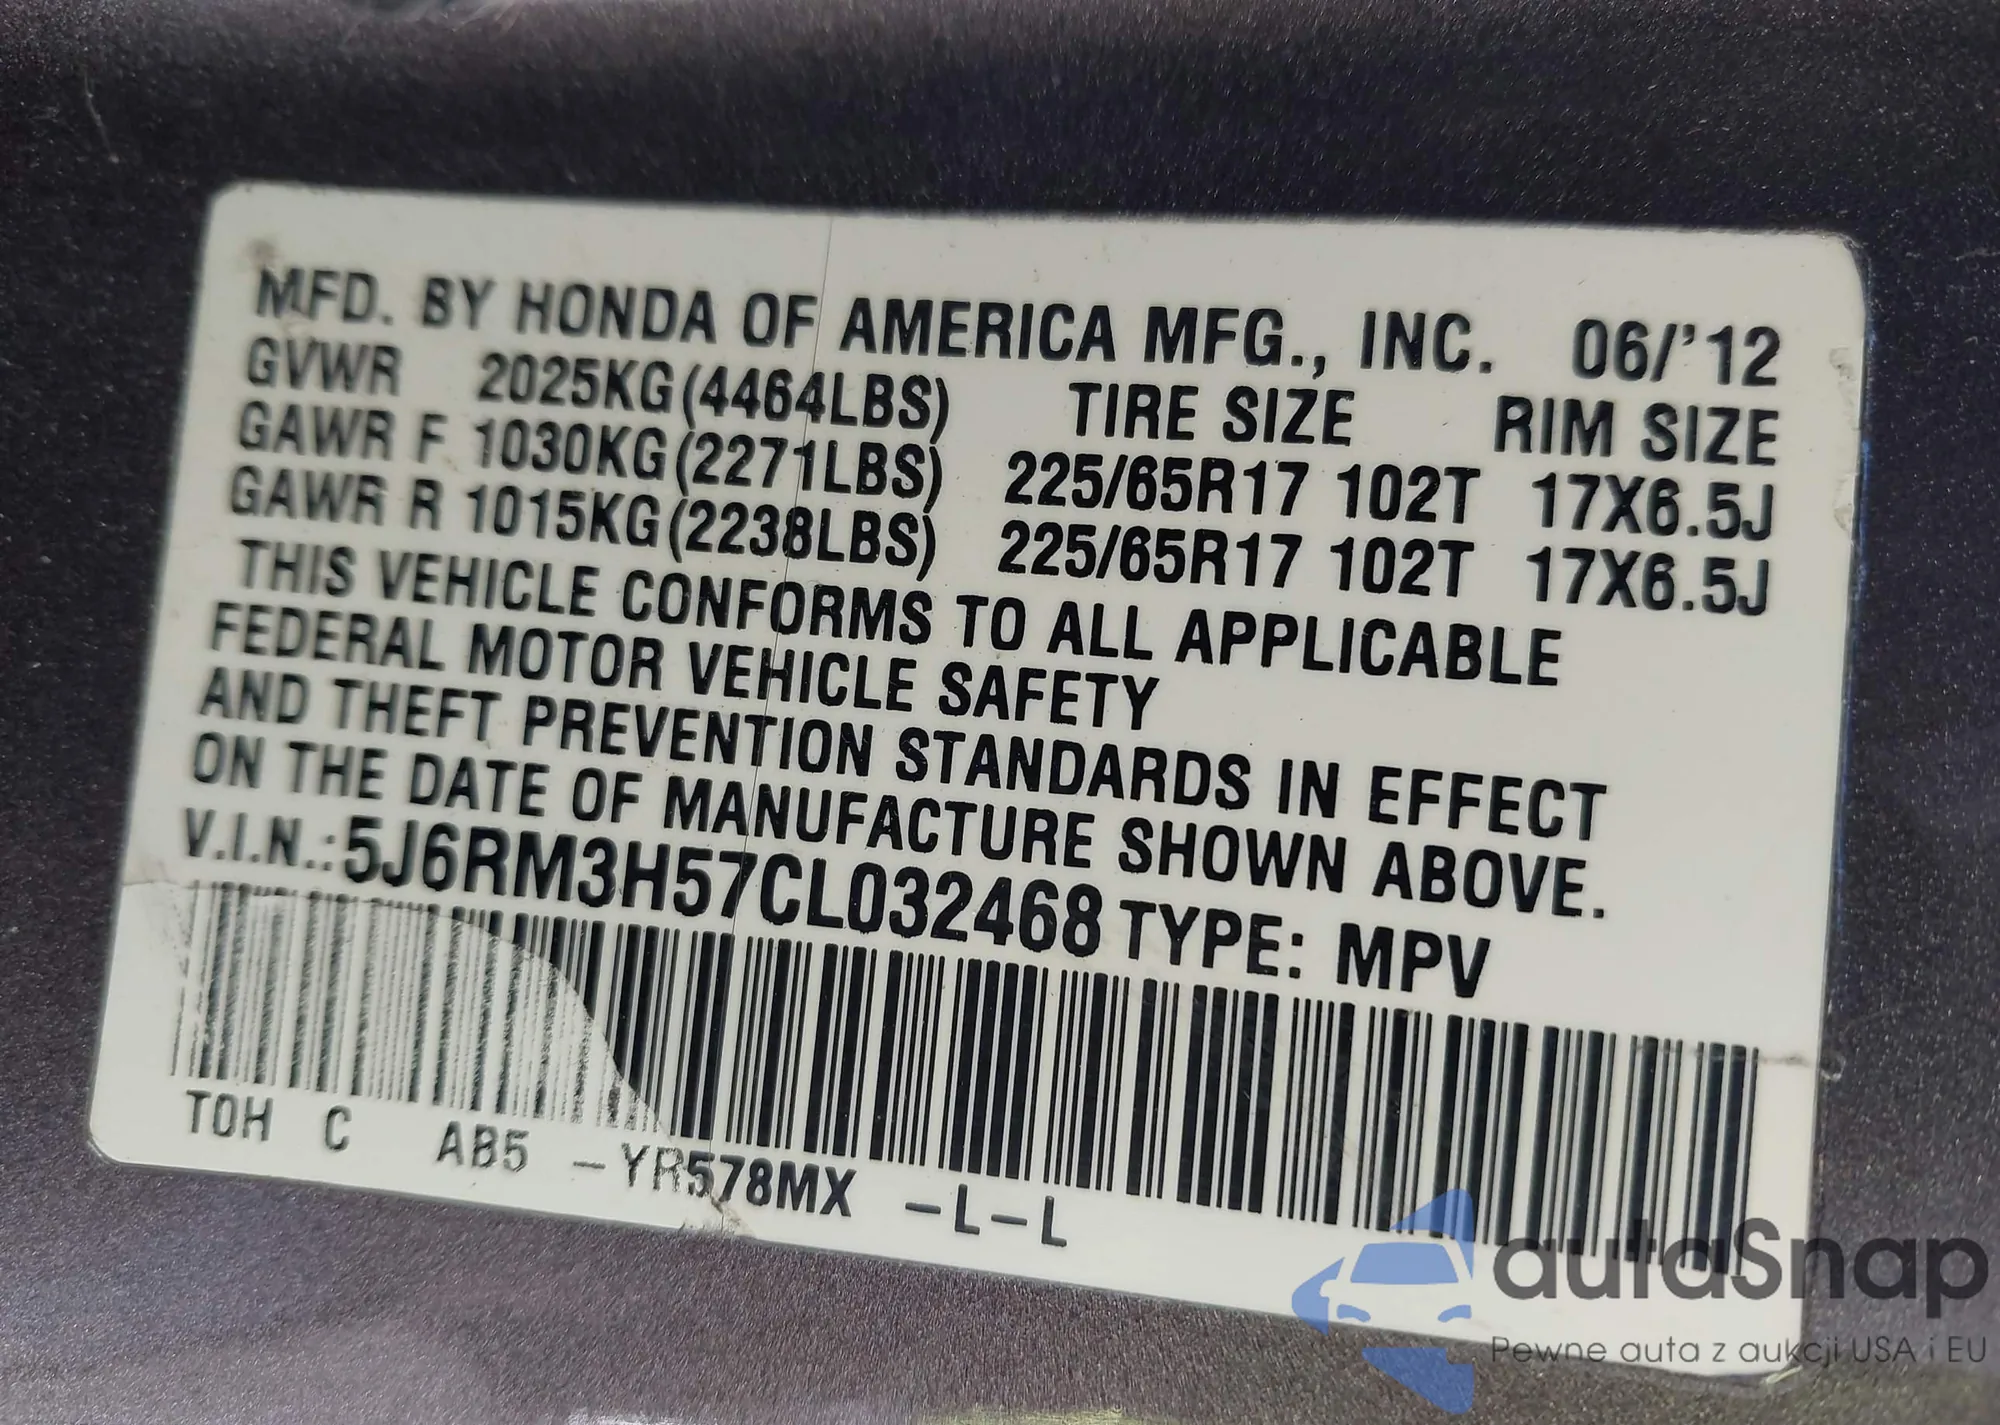 MFD. BY HONDA OF AMERICA MFG., INC. 06/'12
GVWR 2025KG(4464LBS) TIRE SIZE RIM SIZE
GAWR F 1030KG(2271LBS) 225/65R17 102T 17X6.5J
GAWR R 1015KG(2238LBS) 225/65R17 102T 17X6.5J
THIS VEHICLE CONFORMS TO ALL APPLICABLE
FEDERAL MOTOR VEHICLE SAFETY
AND THEFT PREVENTION STANDARDS IN EFFECT
ON THE DATE OF MANUFACTURE SHOWN ABOVE.
V.I.N.:5J6RM3H57CL032468 TYPE: MPV
TOH C AB5 -YR578MX -L-L
autaSnap
Pewne auta z aukcji USA i EU